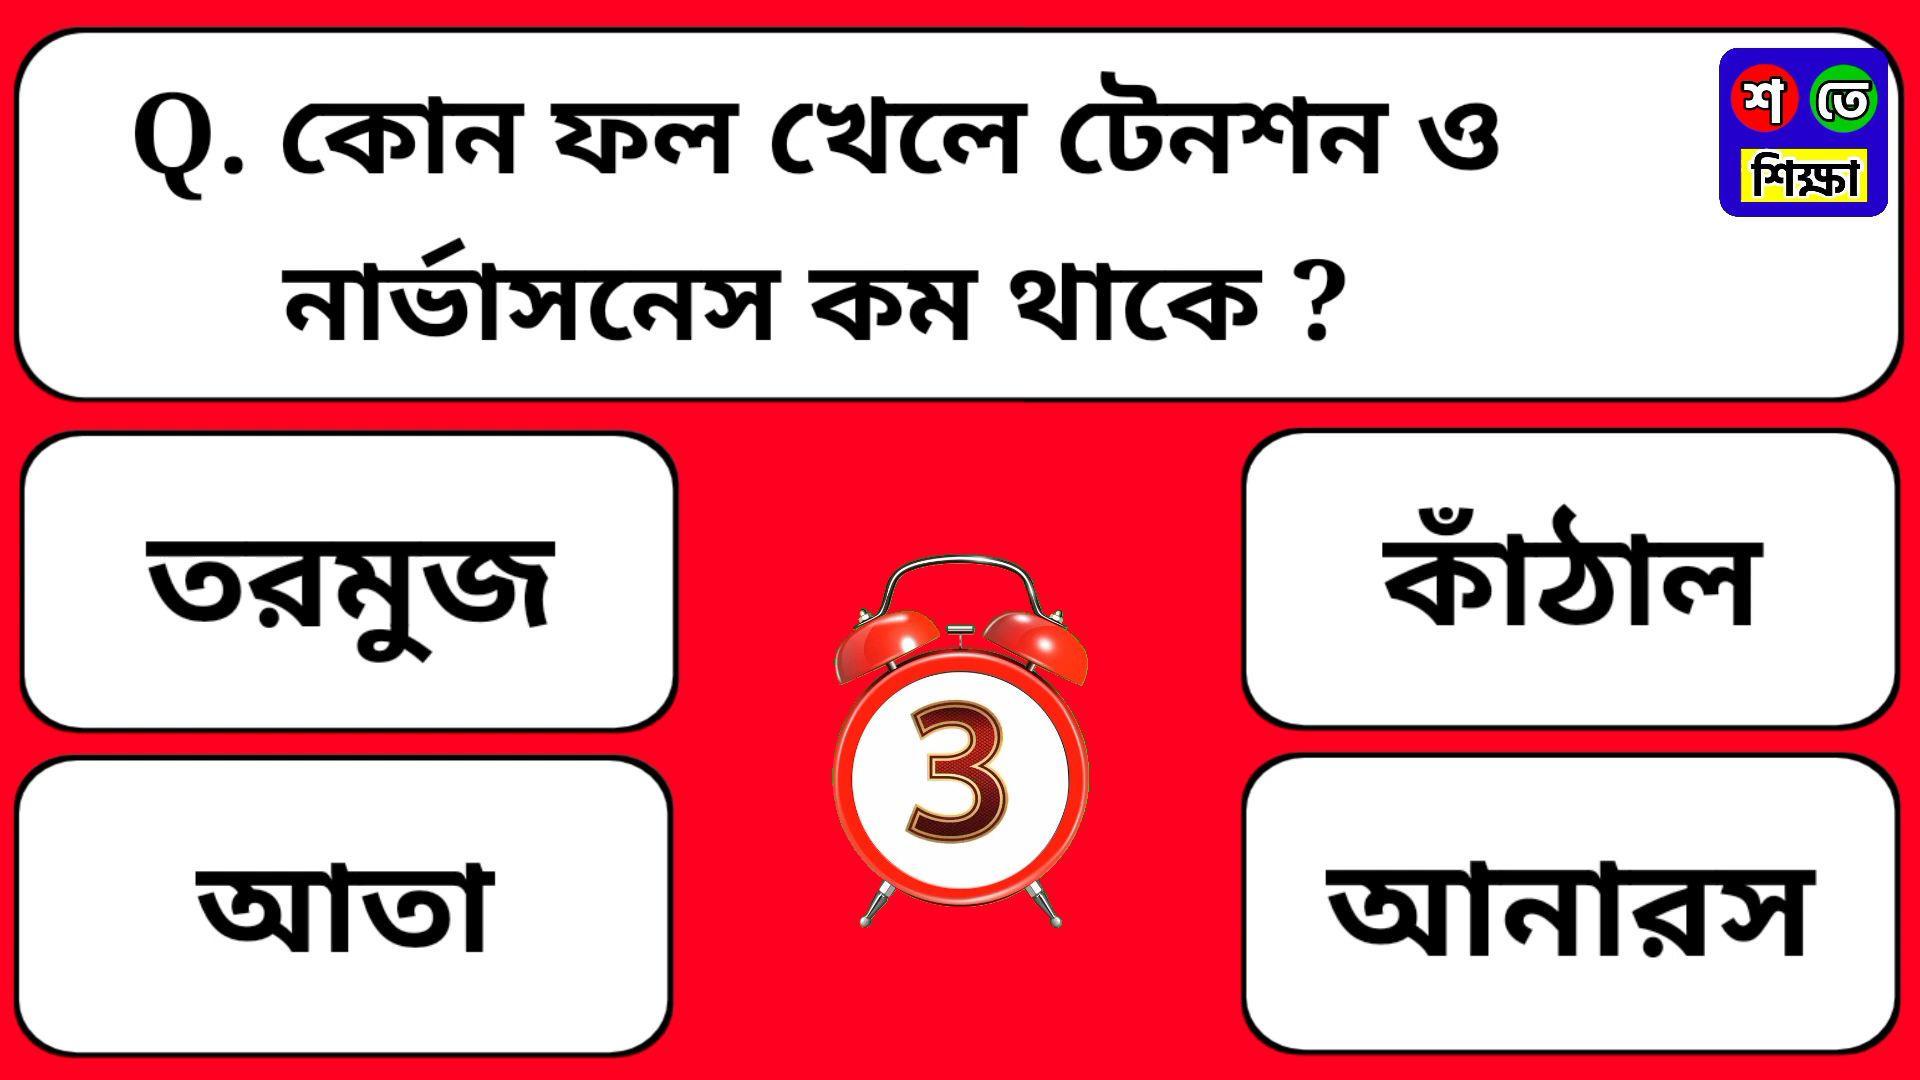 Q. কোন ফল খেলে টেনশন ও
নার্ভাসনেস কম থাকে ?
শ তে
শিক্ষা
তরমুজ
কাঁঠাল
3
আতা
আনারস